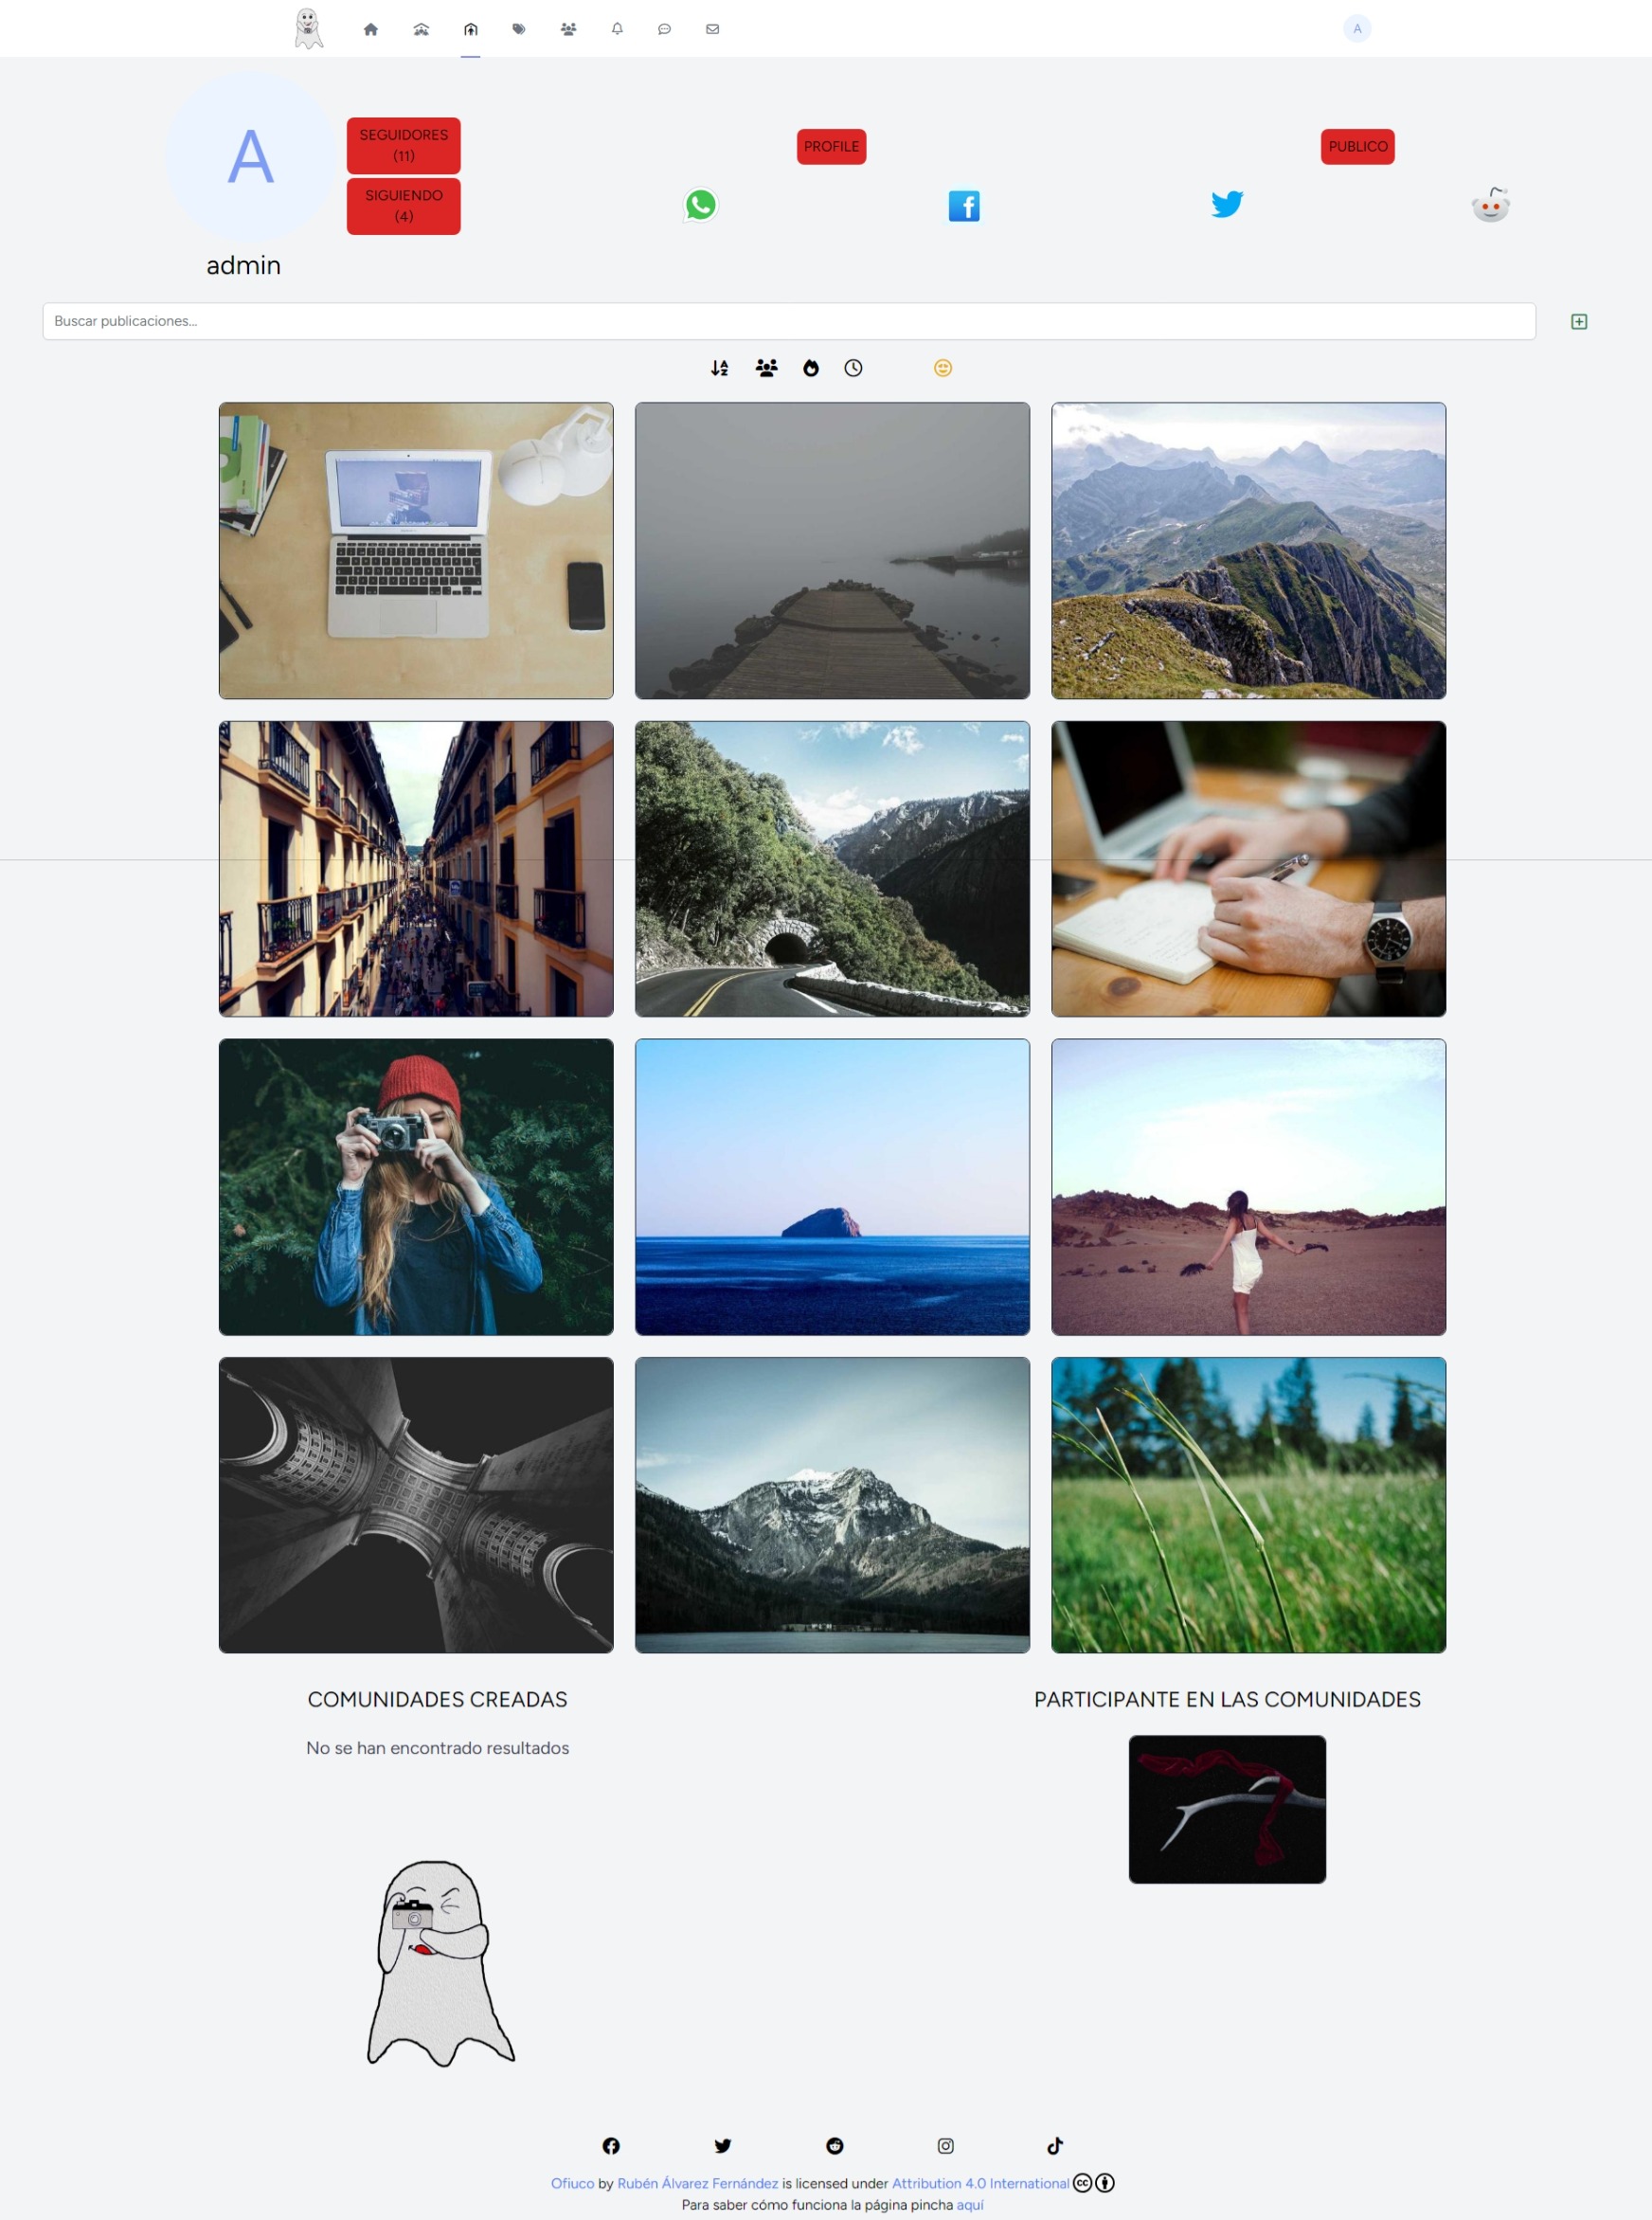 A
A
SEGUIDORES
(11)
SIGUIENDO
(4)
PROFILE
PUBLICO
admin
Buscar publicaciones...
COMUNIDADES CREADAS
PARTICIPANTE EN LAS COMUNIDADES
No se han encontrado resultados
Ofiuco by Rubén Álvarez Fernández is licensed under Attribution 4.0 International cc
Para saber cómo funciona la página pincha aquí